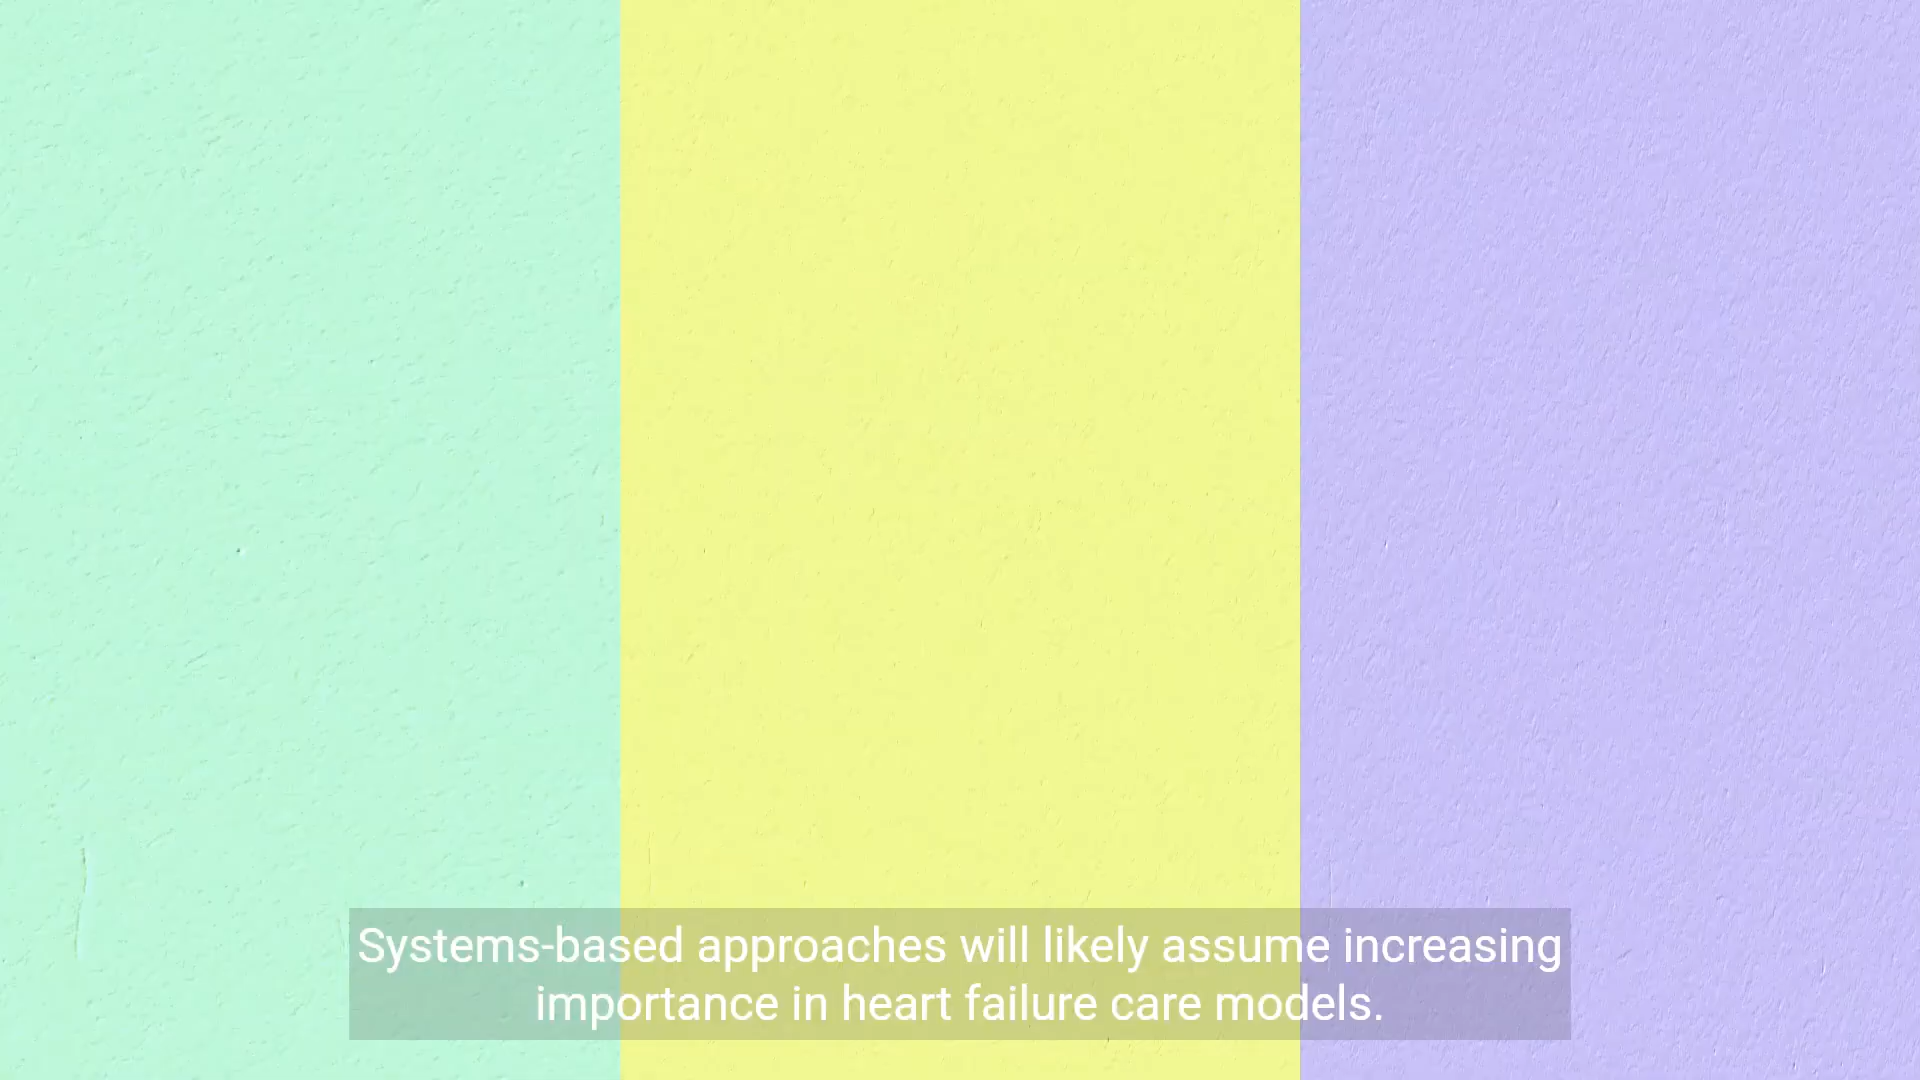 Systems-based approaches will likely assume increasing
importance in heart failure care models.